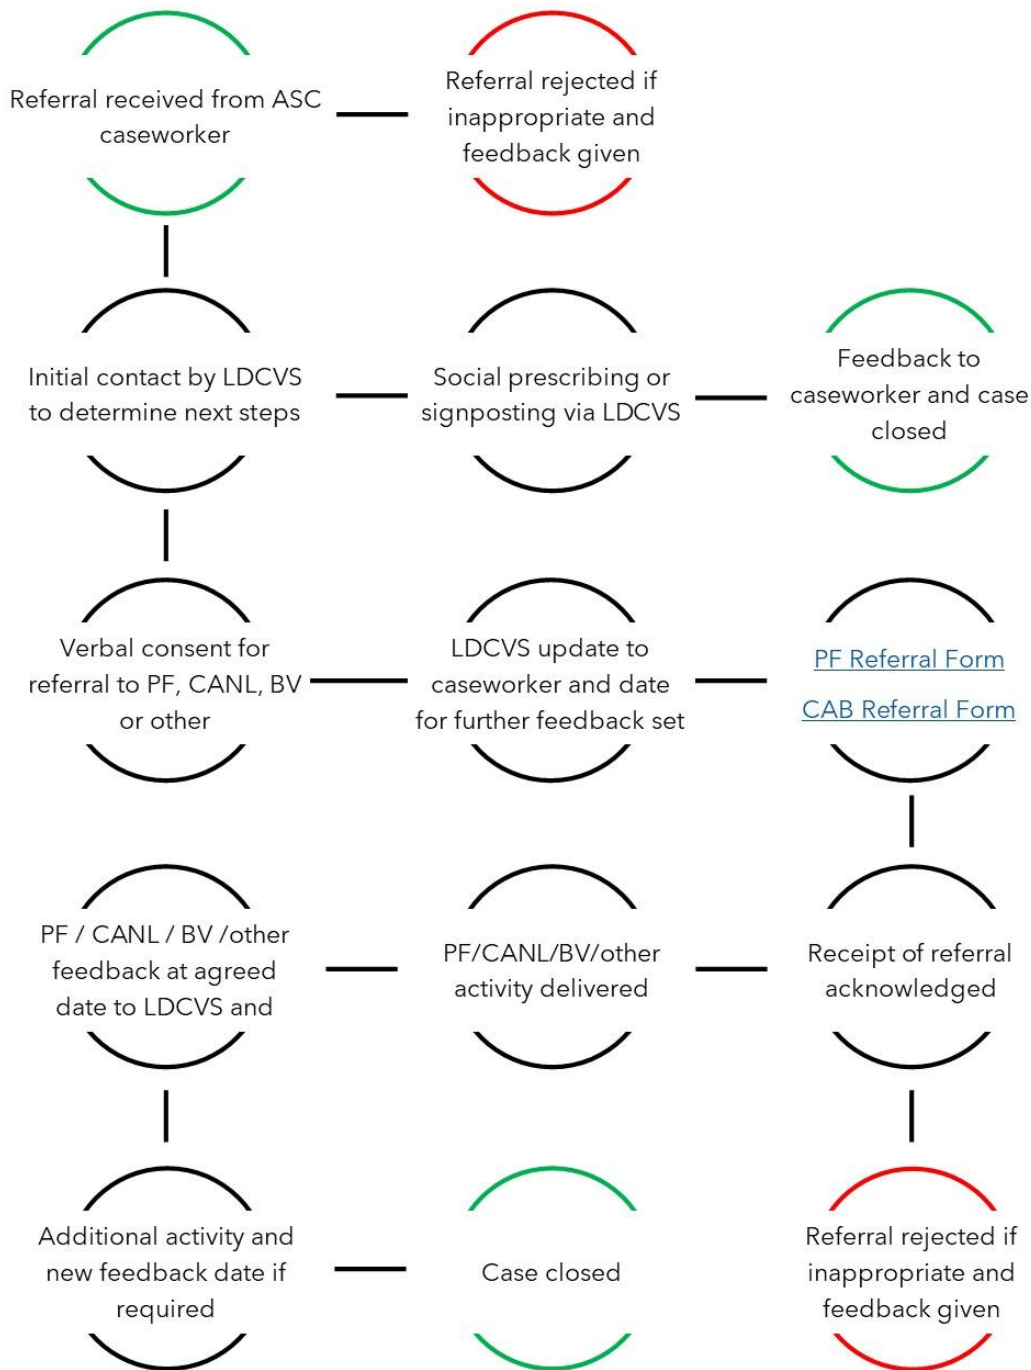 Referral received from ASC
caseworker
Referral rejected if
inappropriate and
feedback given
Initial contact by LDCVS
to determine next steps
Social prescribing or
signposting via LDCVS
Feedback to
caseworker and case
closed
Verbal consent for
referral to PF, CANL, BV
or other
LDCVS update to
caseworker and date
for further feedback set
PF Referral Form
CAB Referral Form
PF / CANL / BV /other
feedback at agreed
date to LDCVS and
PF/CANL/BV/other
activity delivered
Receipt of referral
acknowledged
Additional activity and
new feedback date if
required
Case closed
Referral rejected if
inappropriate and
feedback given